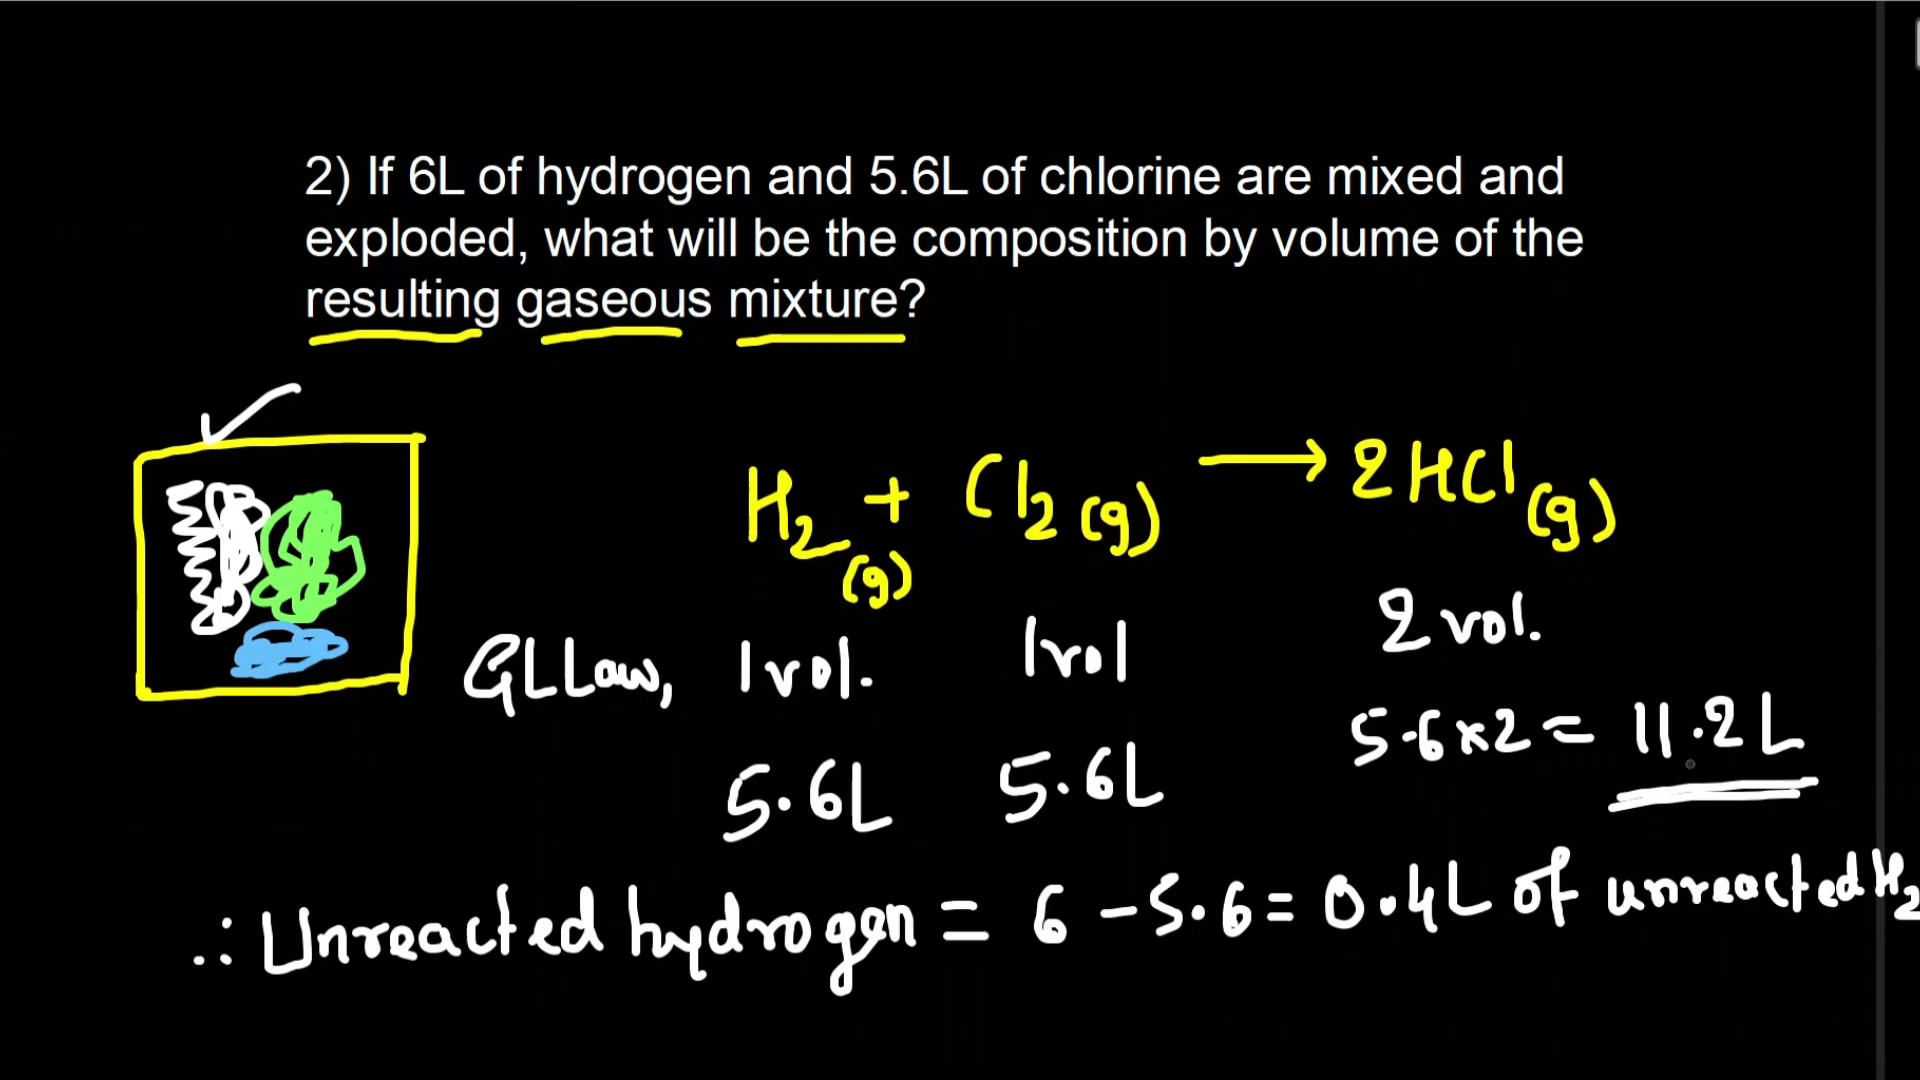 2) If 6L of hydrogen and 5.6L of chlorine are mixed and
exploded, what will be the composition by volume of the
resulting gaseous mixture?
H₂(g) + Cl₂(g) → 2HCl(g)
GLLaw, 1vol. 1vol 2vol.
5.6L 5.6L 5.6×2 = 11.2L
∴ Unreacted hydrogen = 6 - 5.6 = 0.4L of unreacted H₂